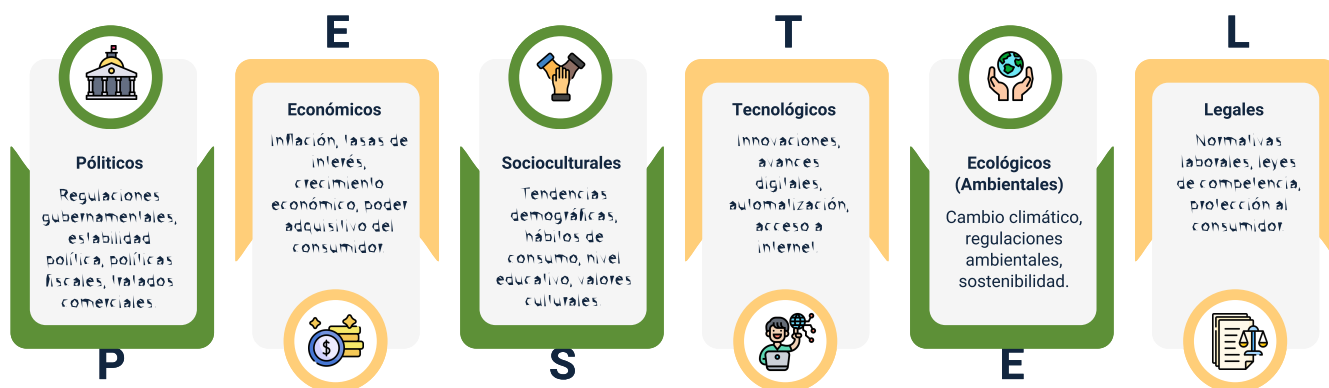 P
Póliticos
Regulaciones
gubernamentales,
estabilidad
política, políticas
fiscales, tratados
comerciales.
E
Económicos
Inflación, tasas de
interés,
crecimiento
económico, poder
adquisitivo del
consumidor.
S
Socioculturales
Tendencias
demográficas,
hábitos de
consumo, nivel
educativo, valores
culturales.
T
Tecnológicos
Innovaciones,
avances
digitales,
automatización,
acceso a
internet.
E
Ecológicos
(Ambientales)
Cambio climático,
regulaciones
ambientales,
sostenibilidad.
L
Legales
Normativas
laborales, leyes
de competencia,
protección al
consumidor.
$